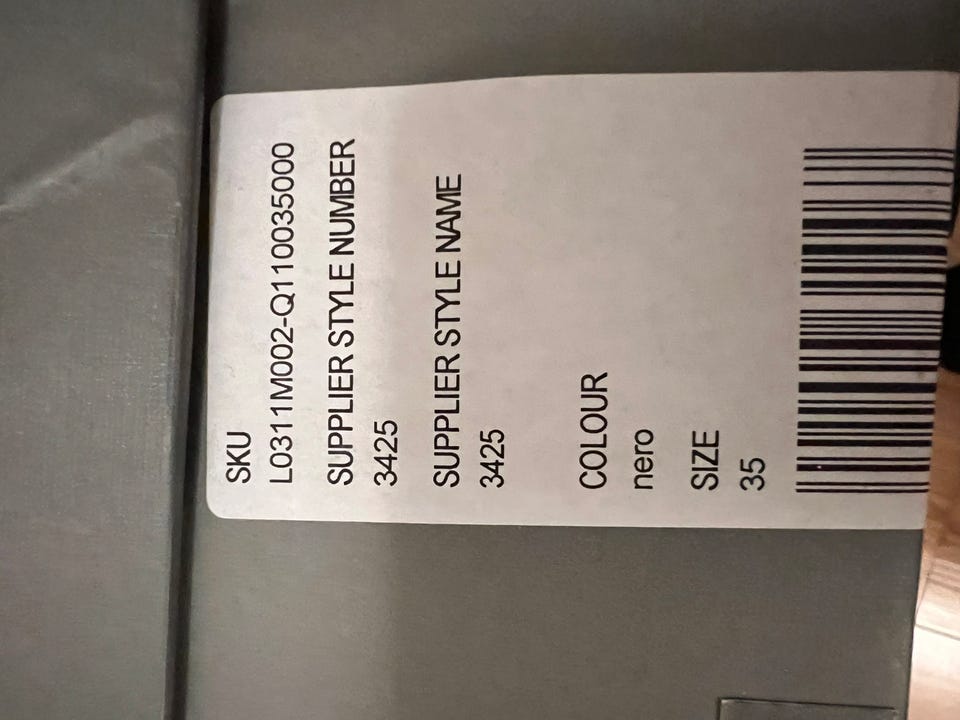 SKU
L0311M002-Q110035000
SUPPLIER STYLE NUMBER
3425
SUPPLIER STYLE NAME
3425
COLOUR
nero
SIZE
35